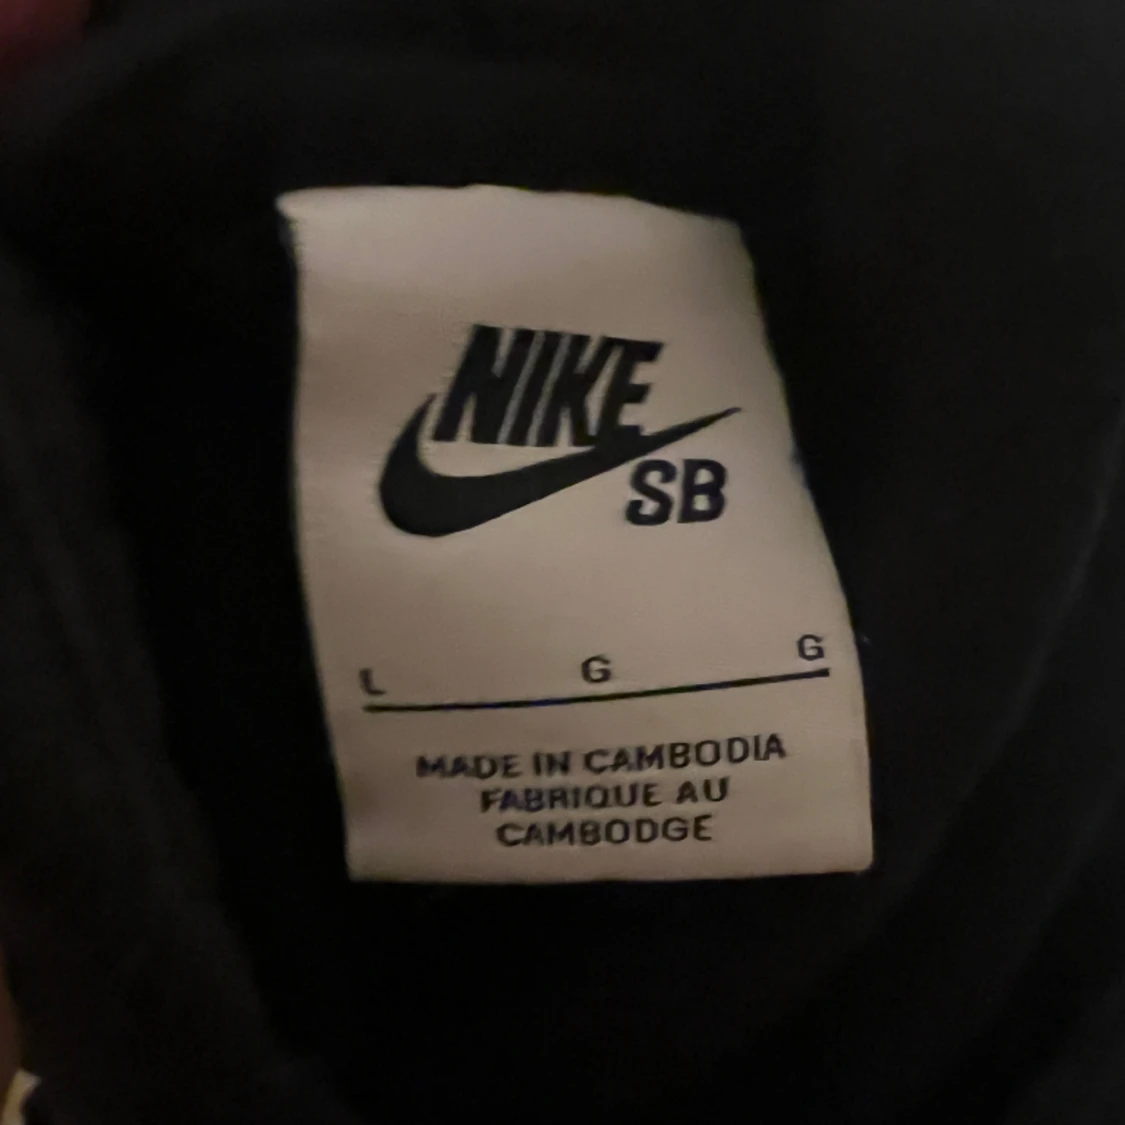 NIKE
SB
L G G
MADE IN CAMBODIA
FABRIQUE AU
CAMBODGE